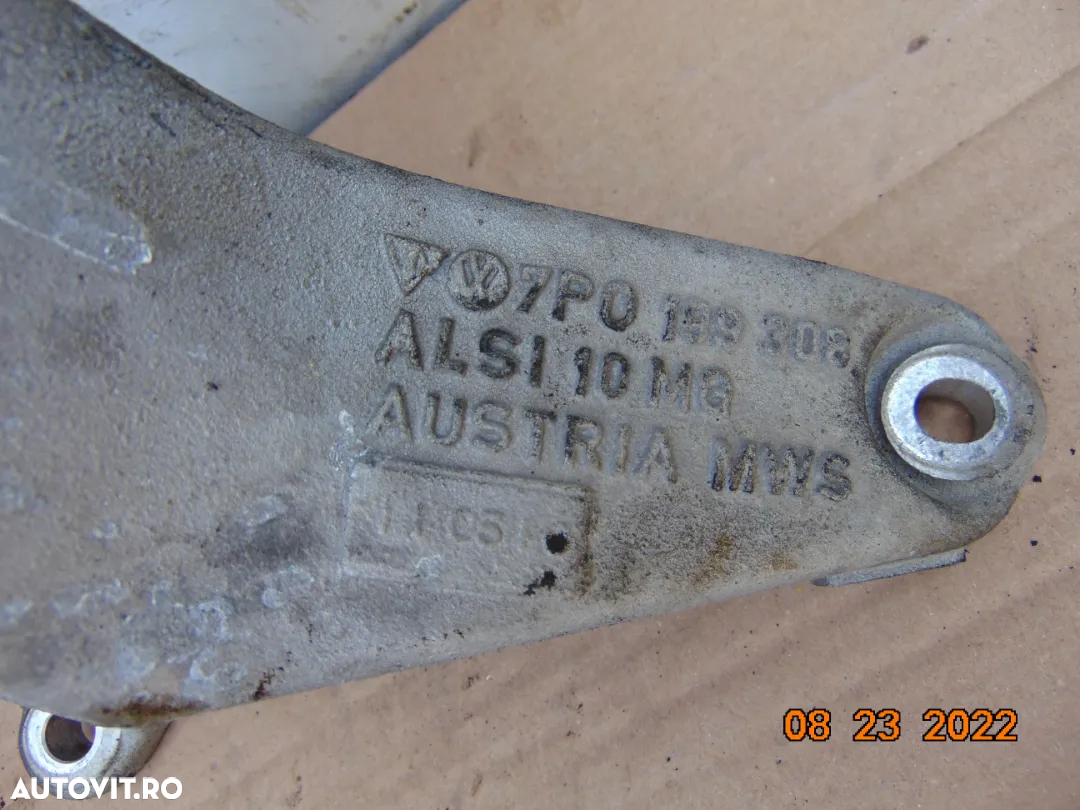 7P0 199 308
ALSI 10 MG
AUSTRIA MWS
08 23 2022
AUTOVIT.RO